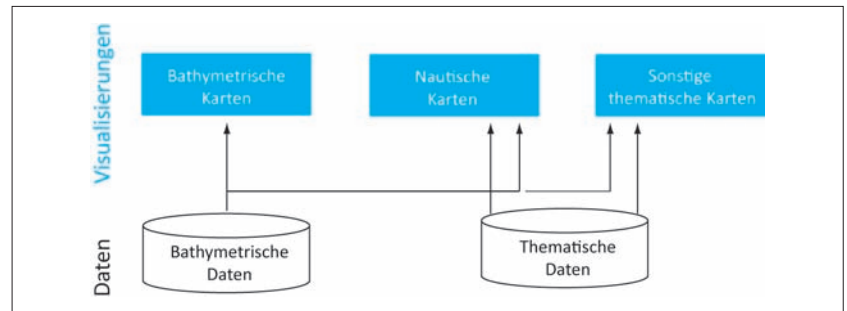 Visualisierungen
Bathymetrische
Karten
Nautische
Karten
Sonstige
thematische Karten
Daten
Bathymetrische
Daten
Thematische
Daten